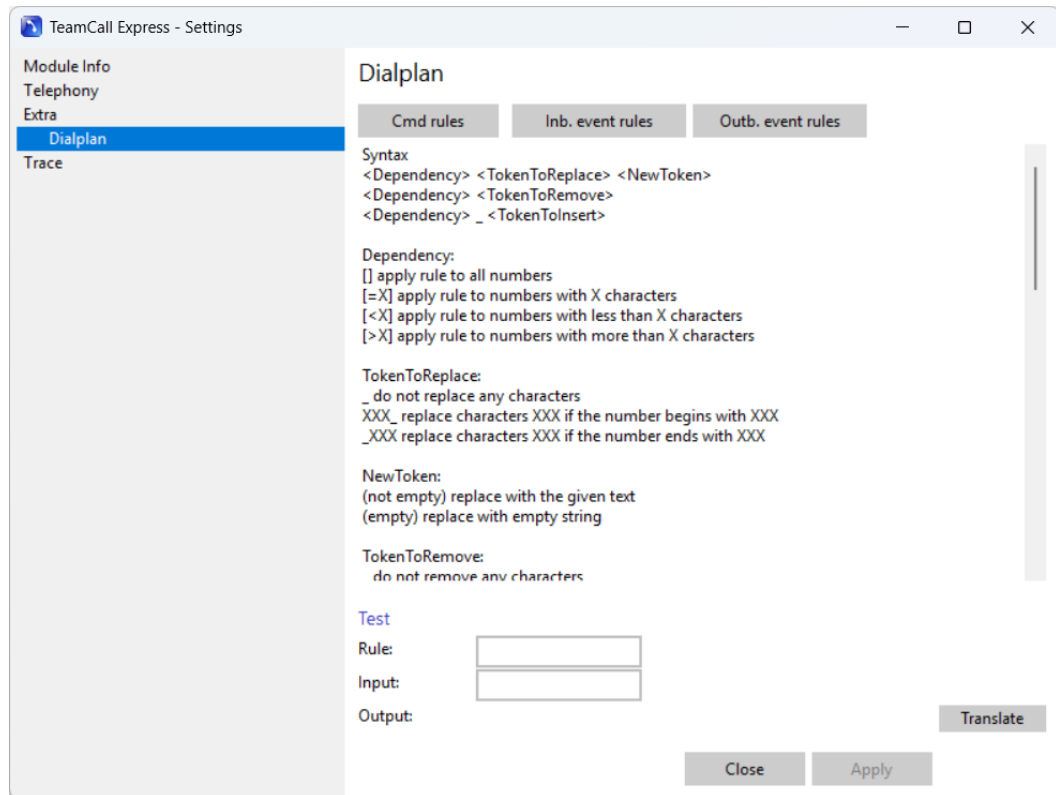 TeamCall Express - Settings
Module Info
Telephony
Extra
Dialplan
Trace
Dialplan
Cmd rules
Inb. event rules
Outb. event rules
Syntax
<Dependency> <TokenToReplace> <NewToken>
<Dependency> <TokenToRemove>
<Dependency> _ <TokenToInsert>
Dependency:
[] apply rule to all numbers
[=X] apply rule to numbers with X characters
[<X] apply rule to numbers with less than X characters
[>X] apply rule to numbers with more than X characters
TokenToReplace:
_ do not replace any characters
XXX_ replace characters XXX if the number begins with XXX
_XXX replace characters XXX if the number ends with XXX
NewToken:
(not empty) replace with the given text
(empty) replace with empty string
TokenToRemove:
do not remove any characters
Test
Rule:
Input:
Output:
Translate
Close
Apply